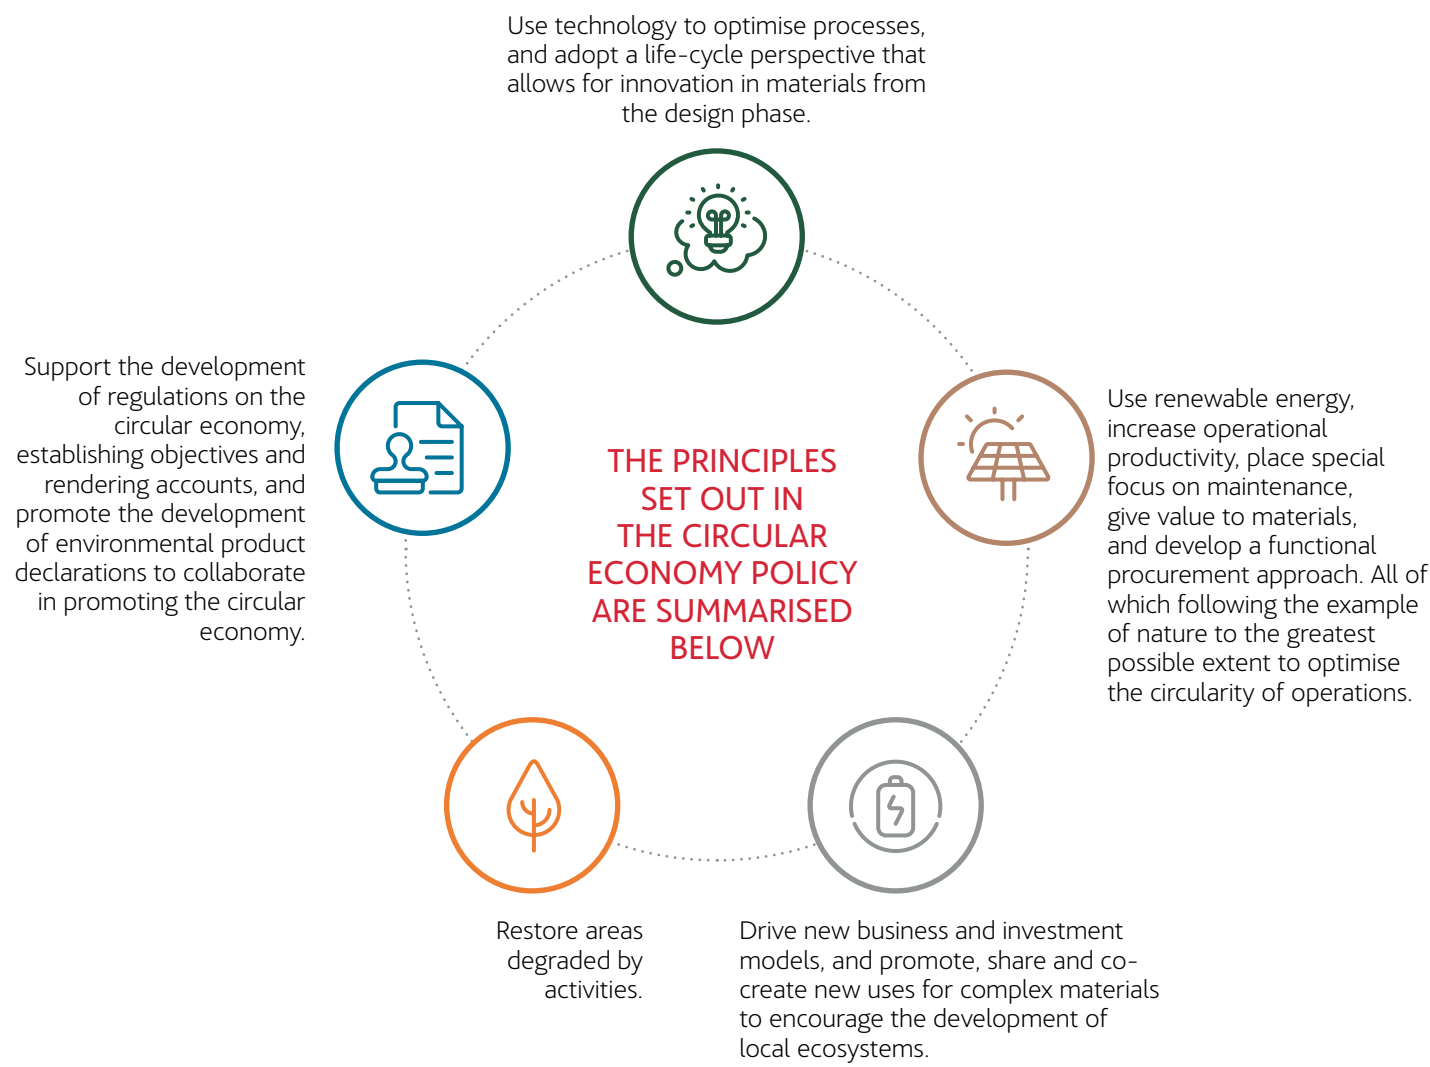 Use technology to optimise processes,
and adopt a life-cycle perspective that
allows for innovation in materials from
the design phase.
Support the development
of regulations on the
circular economy,
establishing objectives and
rendering accounts, and
promote the development
of environmental product
declarations to collaborate
in promoting the circular
economy.
THE PRINCIPLES
SET OUT IN
THE CIRCULAR
ECONOMY POLICY
ARE SUMMARISED
BELOW
Use renewable energy,
increase operational
productivity, place special
focus on maintenance,
give value to materials,
and develop a functional
procurement approach. All of
which following the example
of nature to the greatest
possible extent to optimise
the circularity of operations.
Restore areas
degraded by
activities.
Drive new business and investment
models, and promote, share and co-
create new uses for complex materials
to encourage the development of
local ecosystems.